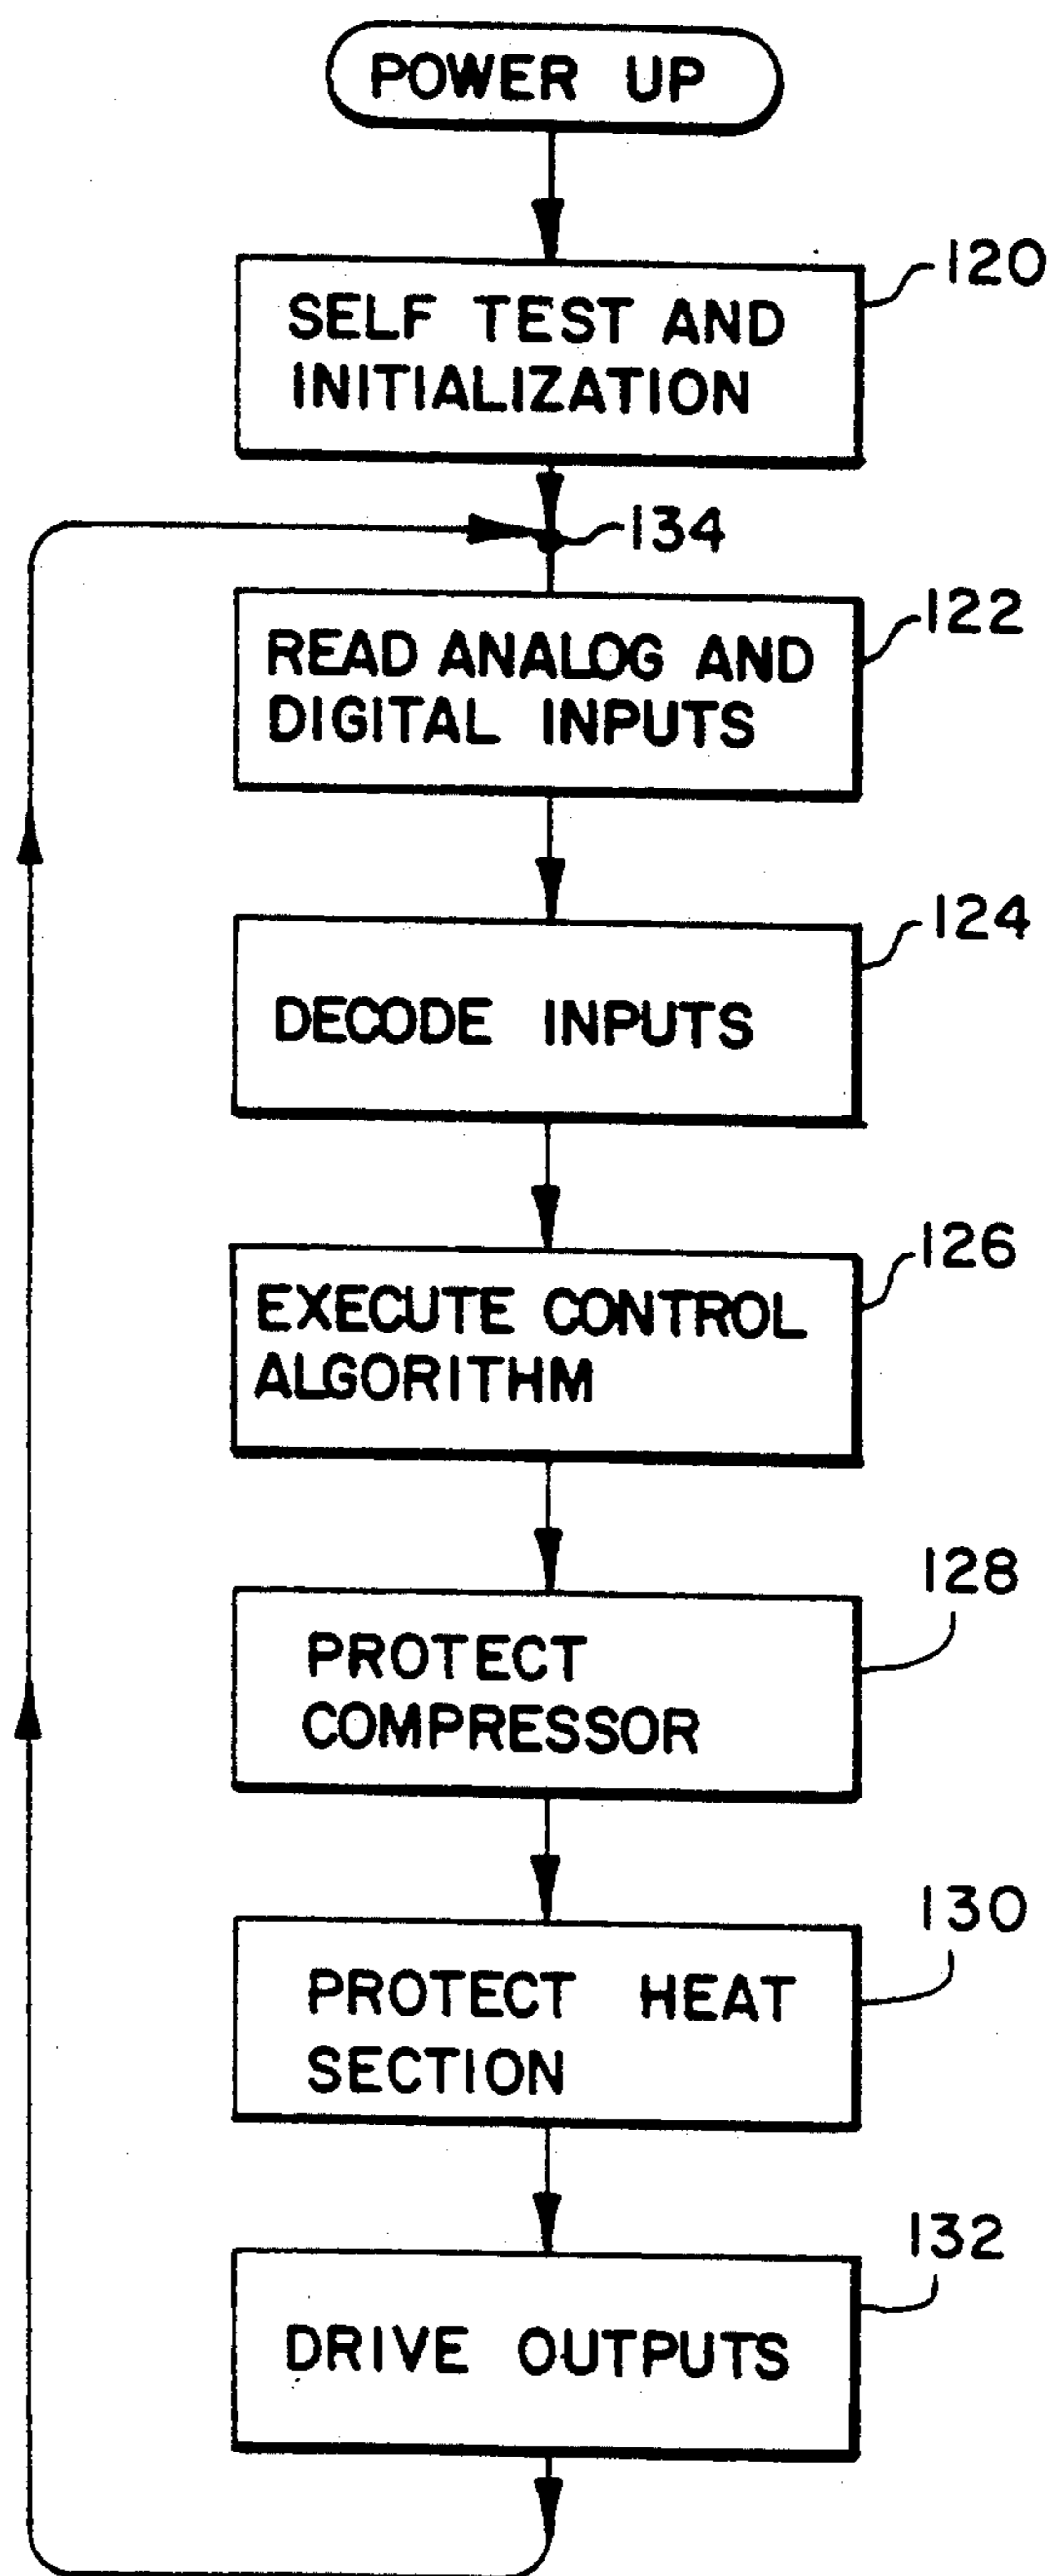 POWER UP
120
SELF TEST AND
INITIALIZATION
134
122
READ ANALOG AND
DIGITAL INPUTS
124
DECODE INPUTS
126
EXECUTE CONTROL
ALGORITHM
128
PROTECT
COMPRESSOR
130
PROTECT HEAT
SECTION
132
DRIVE OUTPUTS